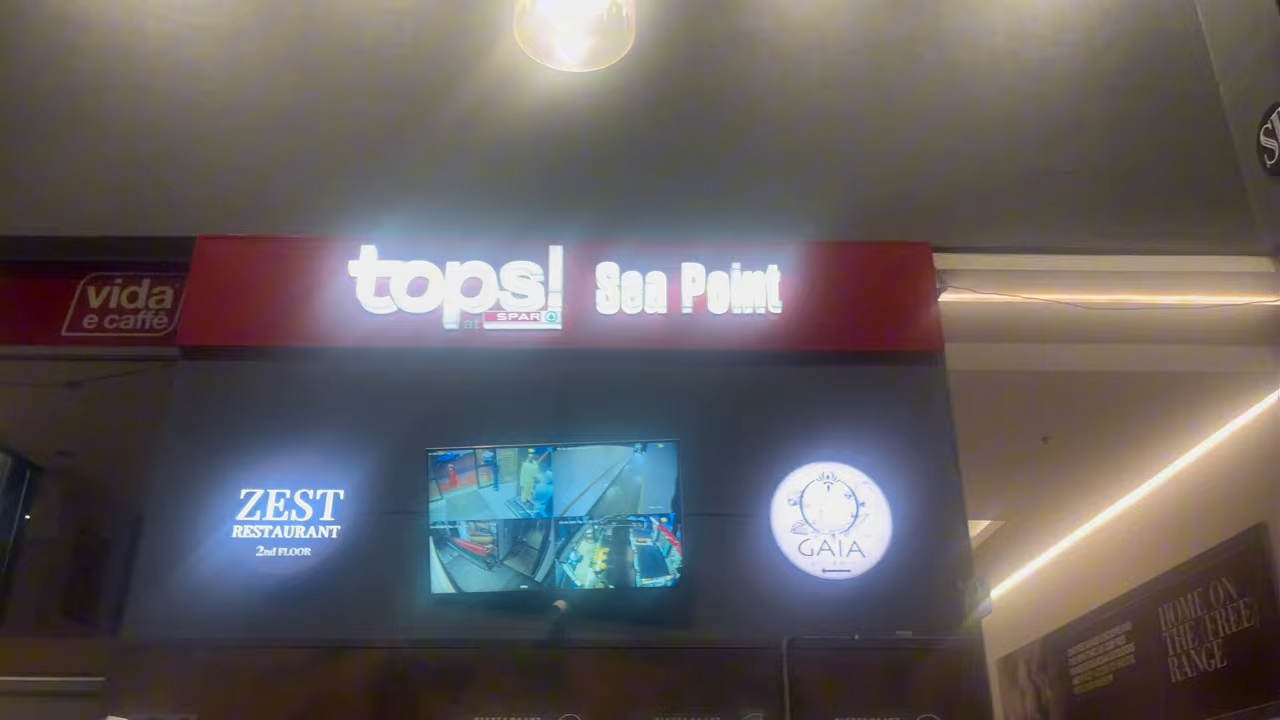 tops! Sea Point
at SPAR
vida
e caffè
ZEST
RESTAURANT
2nd FLOOR
GAIA
HOME ON
THE [FREE]
RANGE